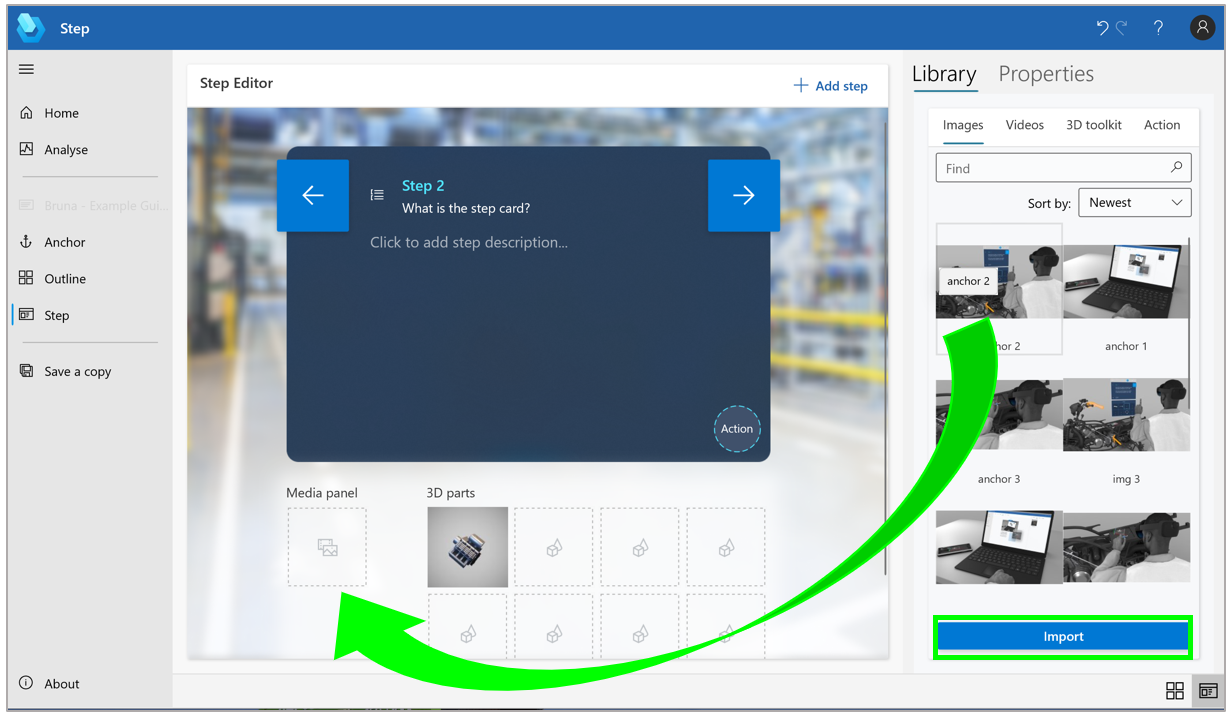 Step
Home
Analyse
Bruna - Example Gui...
Anchor
Outline
Step
Save a copy
About
Step Editor
Add step
Step 2
What is the step card?
Click to add step description...
Action
Media panel
3D parts
Library Properties
Images Videos 3D toolkit Action
Find
Sort by: Newest
anchor 2
hor 2
anchor 1
anchor 3
img 3
Import